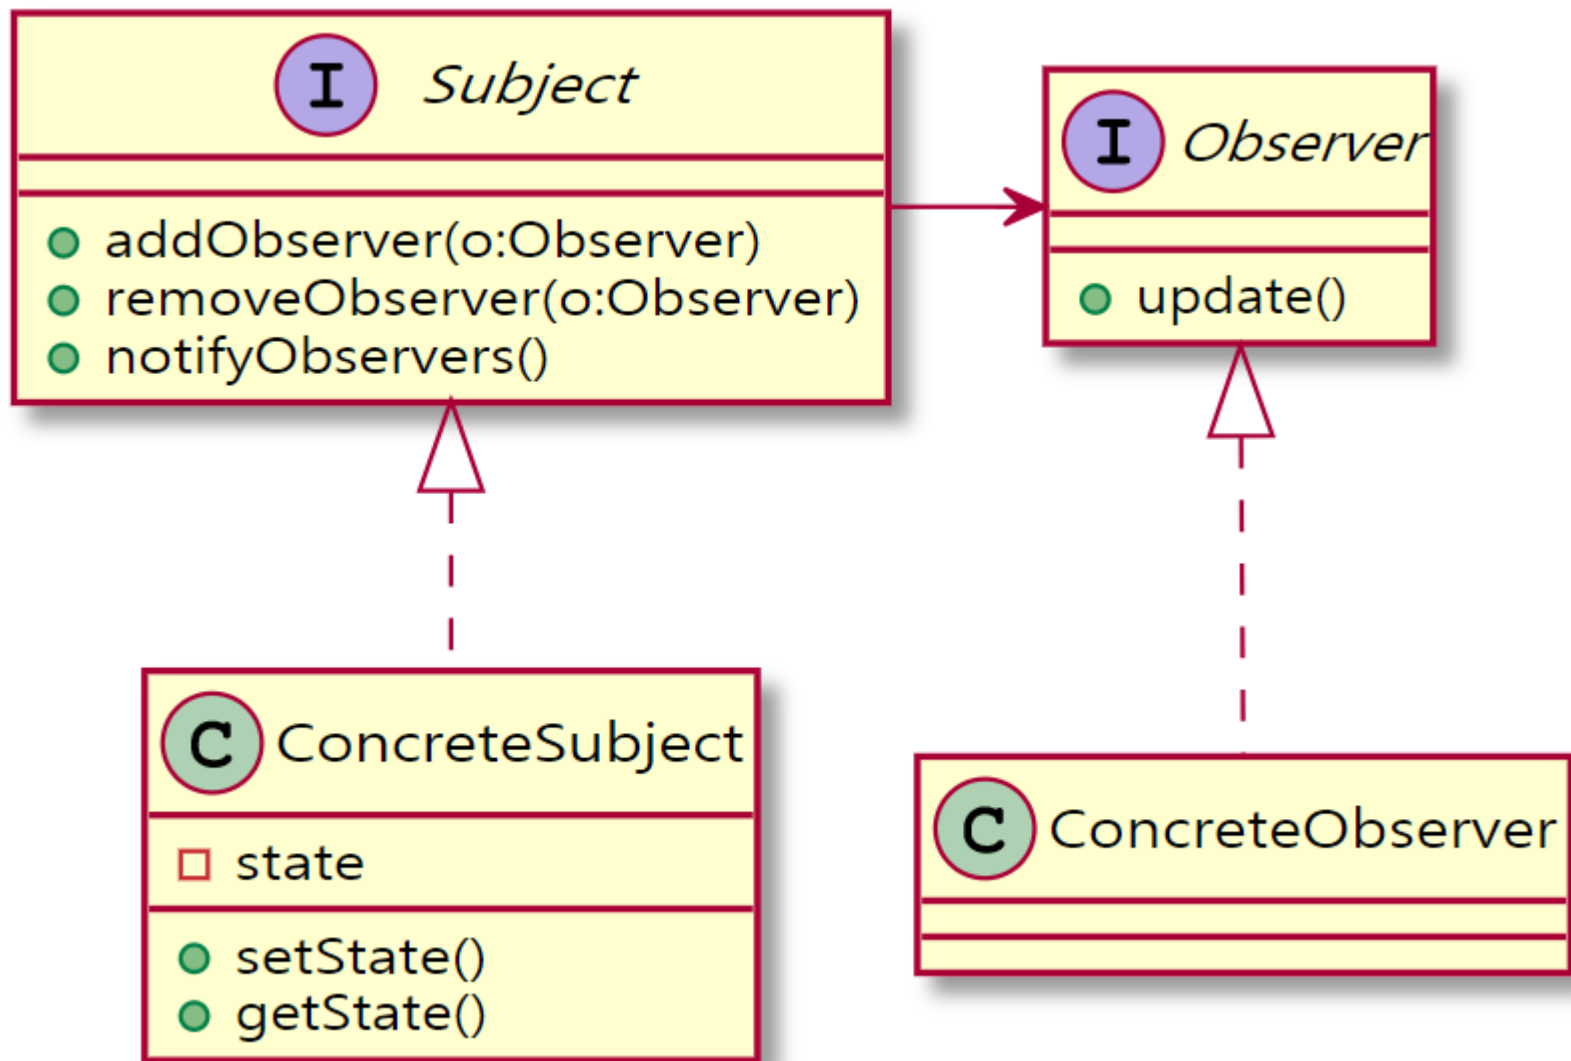 I Subject
addObserver(o:Observer)
removeObserver(o:Observer)
notifyObservers()
I Observer
update()
C ConcreteSubject
state
setState()
getState()
C ConcreteObserver